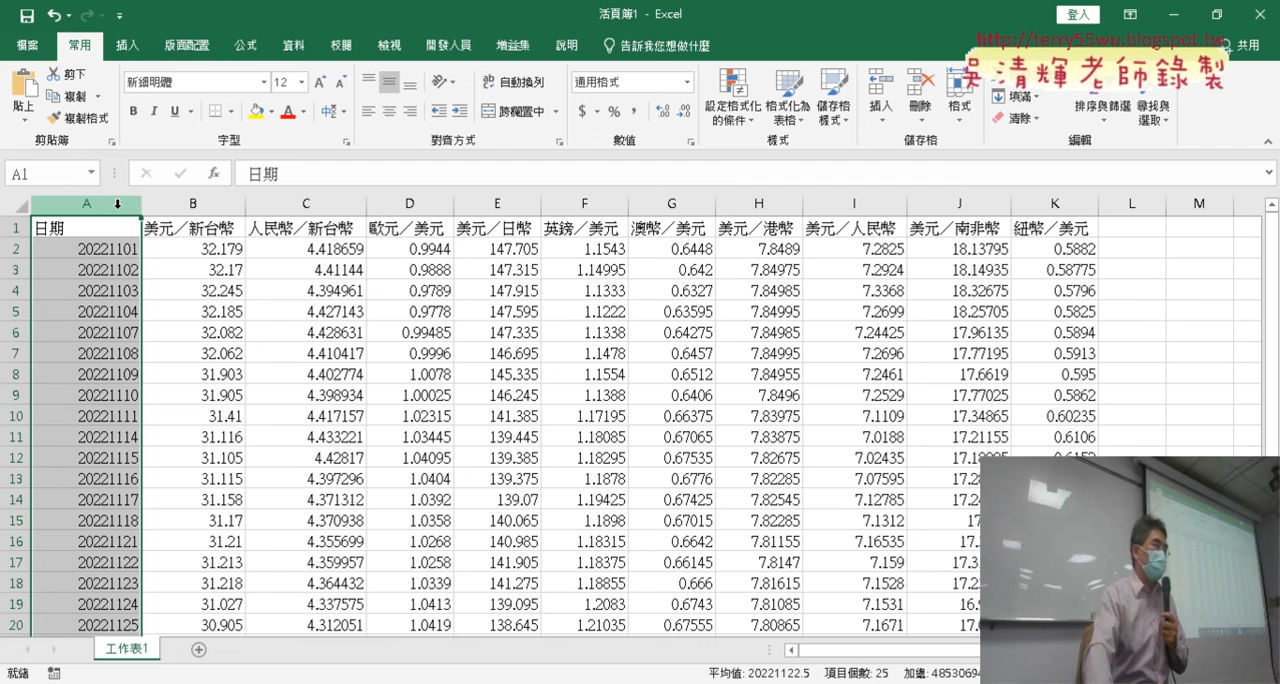 活頁簿1 - Excel
登入
檔案 常用 插入 版面配置 公式 資料 校閱 檢視 開發人員 增益集 說明 告訴我您想做什麼 共用
http://terry55wu.blogspot.tw
吳清輝老師錄製
貼上 剪下 複製 複製格式
新細明體 12
B I U
自動換列
跨欄置中
通用格式
$ % ,
設定格式化的條件 格式化為表格 儲存格樣式
插入 刪除 格式
填滿
清除
排序與篩選 尋找與選取
剪貼簿 字型 對齊方式 數值 樣式 儲存格 編輯
A1 fx 日期
A B C D E F G H I J K L M
1 日期 美元／新台幣 人民幣／新台幣 歐元／美元 美元／日幣 英鎊／美元 澳幣／美元 美元／港幣 美元／人民幣 美元／南非幣 紐幣／美元
2 20221101 32.179 4.418659 0.9944 147.705 1.1543 0.6448 7.8489 7.2825 18.13795 0.5882
3 20221102 32.17 4.41144 0.9888 147.315 1.14995 0.642 7.84975 7.2924 18.14935 0.58775
4 20221103 32.245 4.394961 0.9789 147.915 1.1333 0.6327 7.84985 7.3368 18.32675 0.5796
5 20221104 32.185 4.427143 0.9778 147.595 1.1222 0.63595 7.84995 7.2699 18.25705 0.5825
6 20221107 32.082 4.428631 0.99485 147.335 1.1338 0.64275 7.84985 7.24425 17.96135 0.5894
7 20221108 32.062 4.410417 0.9996 146.695 1.1478 0.6457 7.84995 7.2696 17.77195 0.5913
8 20221109 31.903 4.402774 1.0078 145.335 1.1554 0.6512 7.84955 7.2461 17.6619 0.595
9 20221110 31.905 4.398934 1.00025 146.245 1.1388 0.6406 7.8496 7.2529 17.77025 0.5862
10 20221111 31.41 4.417157 1.02315 141.385 1.17195 0.66375 7.83975 7.1109 17.34865 0.60235
11 20221114 31.116 4.433221 1.03445 139.445 1.18085 0.67065 7.83875 7.0188 17.21155 0.6106
12 20221115 31.105 4.42817 1.04095 139.385 1.18295 0.67535 7.82675 7.02435
13 20221116 31.115 4.397296 1.0404 139.375 1.1878 0.6776 7.82285 7.07595
14 20221117 31.158 4.371312 1.0392 139.07 1.19425 0.67425 7.82545 7.12785
15 20221118 31.17 4.370938 1.0358 140.065 1.1898 0.67015 7.82285 7.1312
16 20221121 31.21 4.355699 1.0268 140.985 1.18315 0.6642 7.81155 7.16535
17 20221122 31.213 4.359957 1.0258 141.905 1.18375 0.66145 7.8147 7.159
18 20221123 31.218 4.364432 1.0339 141.275 1.18855 0.666 7.81615 7.1528
19 20221124 31.027 4.337575 1.0413 139.095 1.2083 0.6743 7.81085 7.1531
20 20221125 30.905 4.312051 1.0419 138.645 1.21035 0.67555 7.80865 7.1671
工作表1
就緒 平均值: 20221122.5 項目個數: 25 加總: 4853069